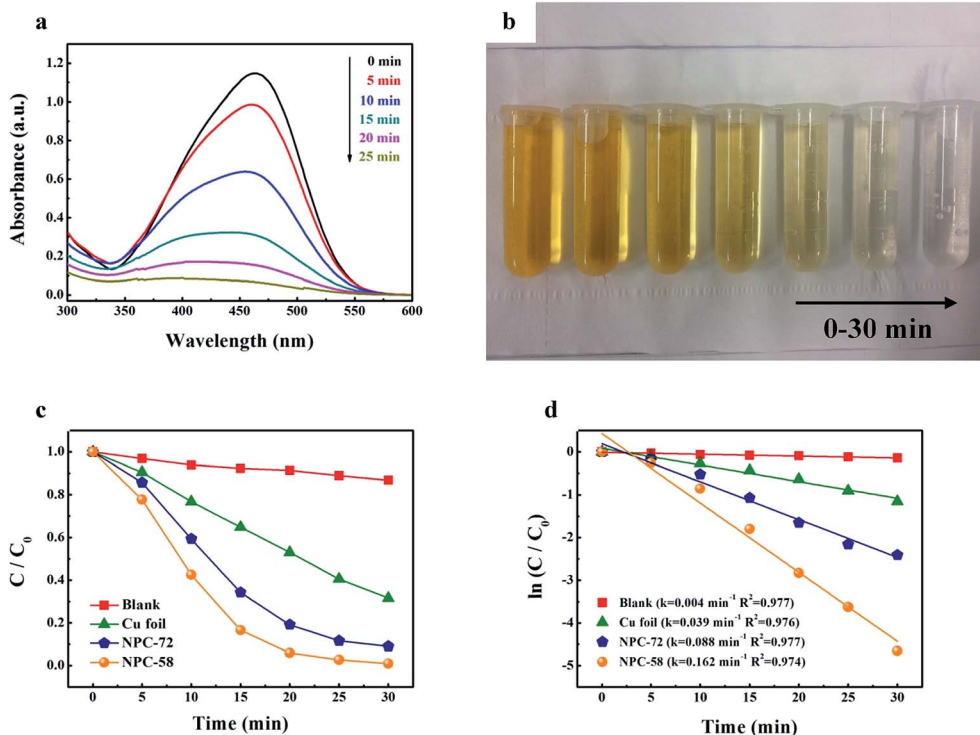 a
Absorbance (a.u.)
1.2
1.0
0.8
0.6
0.4
0.2
0.0
300
350
400
450
500
550
600
Wavelength (nm)
0 min
5 min
10 min
15 min
20 min
25 min
b
0-30 min
c
C / C₀
1.0
0.8
0.6
0.4
0.2
0.0
0
5
10
15
20
25
30
Time (min)
Blank
Cu foil
NPC-72
NPC-58
d
ln (C / C₀)
0
-1
-2
-3
-4
-5
0
5
10
15
20
25
30
Time (min)
Blank (k=0.004 min⁻¹ R²=0.977)
Cu foil (k=0.039 min⁻¹ R²=0.976)
NPC-72 (k=0.088 min⁻¹ R²=0.977)
NPC-58 (k=0.162 min⁻¹ R²=0.974)